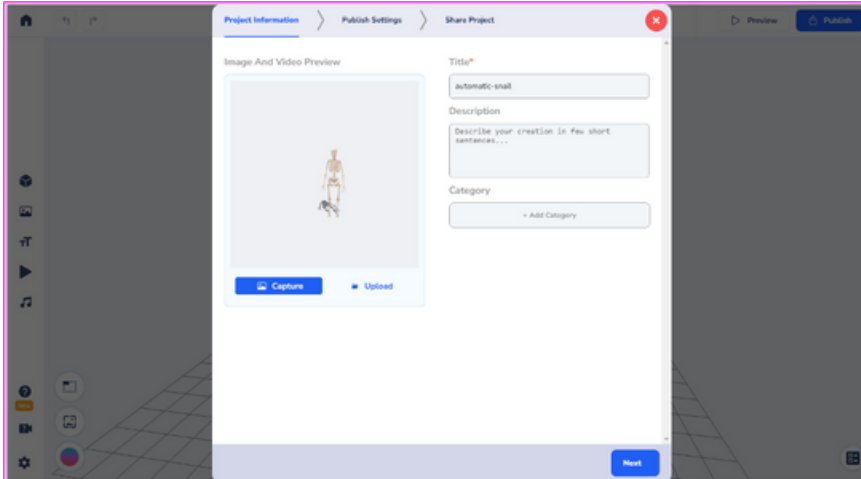 Project Information
Publish Settings
Share Project
Preview
Publish
Image And Video Preview
Title*
automatic-snail
Description
Describe your creation in few short
sentences...
Category
+ Add Category
Capture
Upload
Next